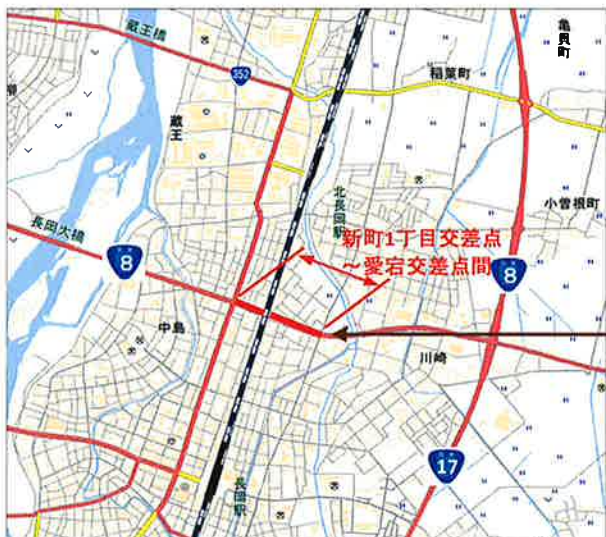 蔵王橋
352
亀貝町
稲葉町
蔵王
小曽根町
北長岡駅
長岡大橋
新町1丁目交差点
～愛宕交差点間
8
8
中島
川崎
17
長岡駅